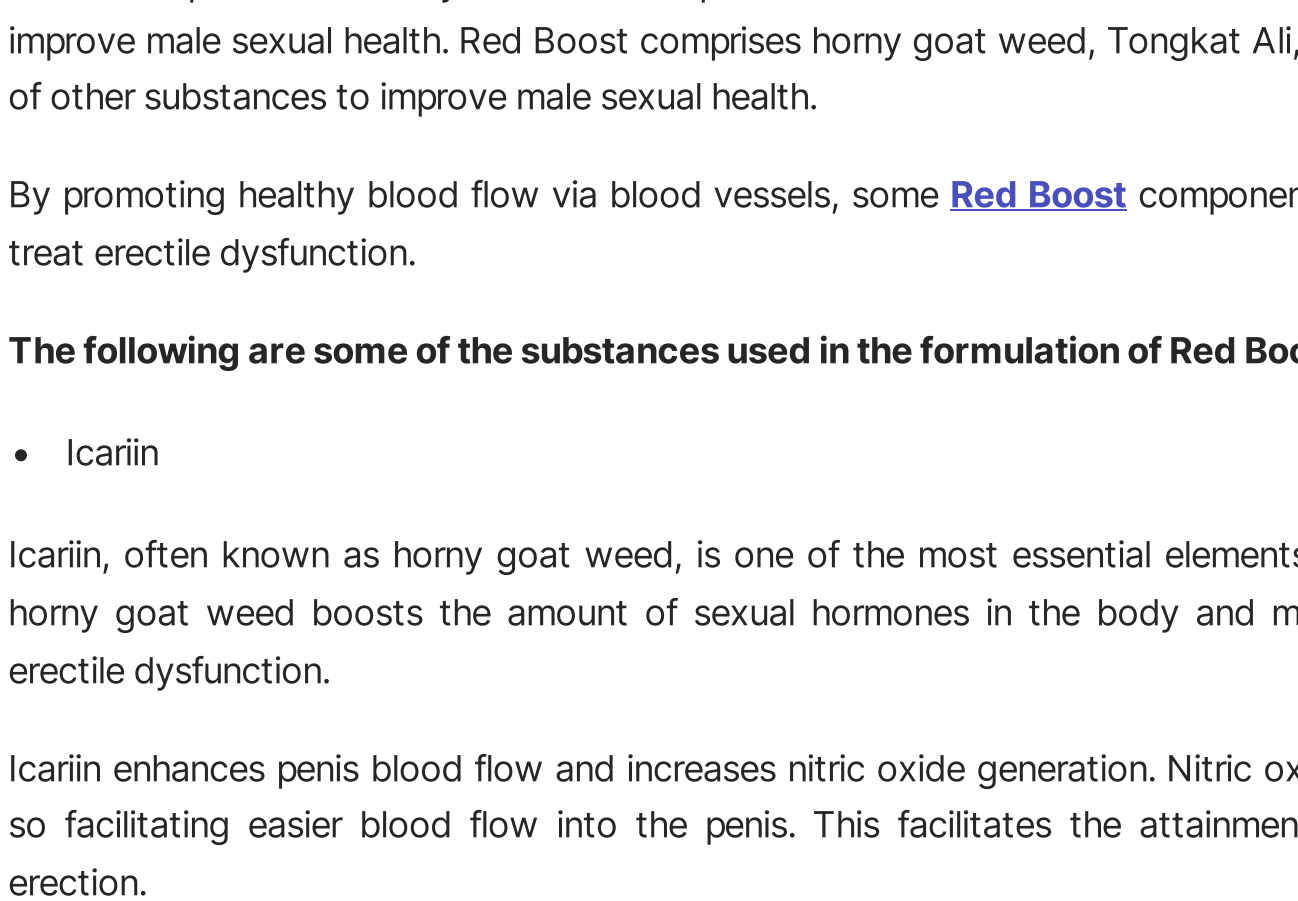 improve male sexual health. Red Boost comprises horny goat weed, Tongkat Ali,
of other substances to improve male sexual health.
By promoting healthy blood flow via blood vessels, some Red Boost
treat erectile dysfunction.
The following are some of the substances used in the formulation of Red
• Icariin
Icariin, often known as horny goat weed, is one of the most essential
horny goat weed boosts the amount of sexual hormones in the body and
erectile dysfunction.
Icariin enhances penis blood flow and increases nitric oxide generation. Nitric
so facilitating easier blood flow into the penis. This facilitates the
erection.